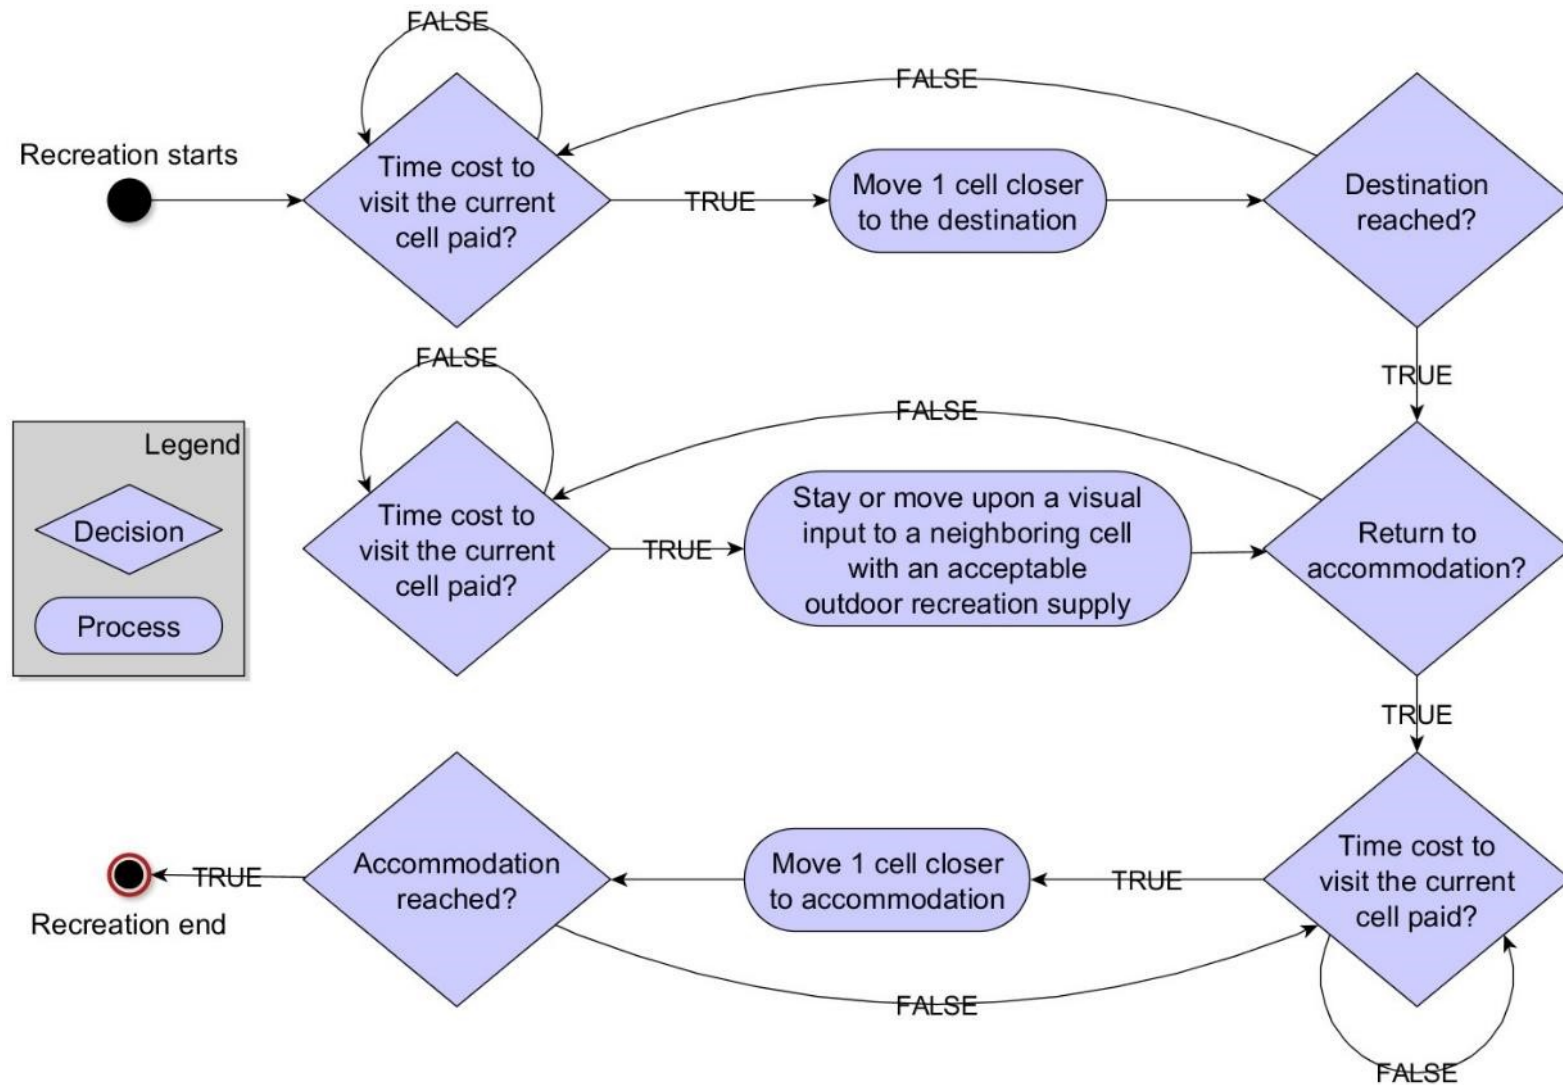 FALSE
FALSE
Recreation starts
Time cost to
visit the current
cell paid?
TRUE
Move 1 cell closer
to the destination
Destination
reached?
TRUE
FALSE
FALSE
Legend
Decision
Process
Time cost to
visit the current
cell paid?
TRUE
Stay or move upon a visual
input to a neighboring cell
with an acceptable
outdoor recreation supply
Return to
accommodation?
TRUE
Time cost to
visit the current
cell paid?
TRUE
Move 1 cell closer
to accommodation
Accommodation
reached?
TRUE
Recreation end
FALSE
FALSE